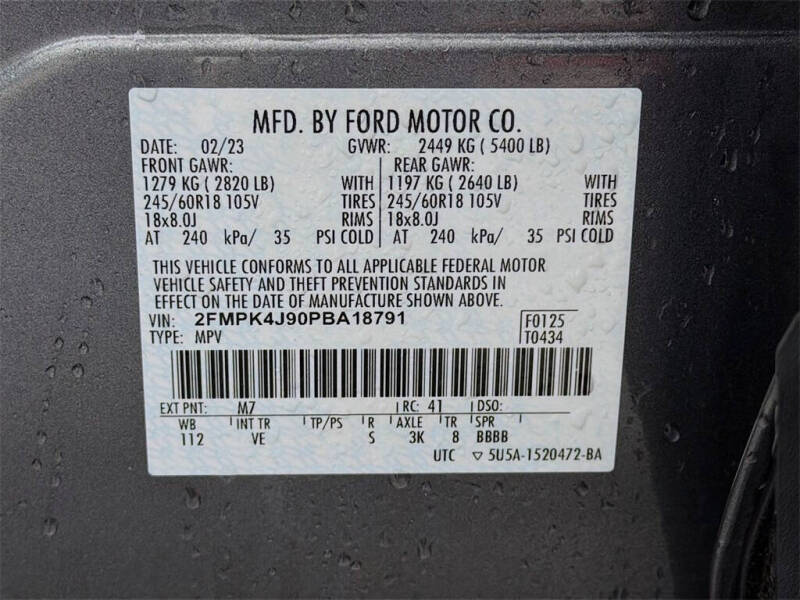 MFD. BY FORD MOTOR CO.
DATE: 02/23 GVWR: 2449 KG ( 5400 LB)
FRONT GAWR: REAR GAWR:
1279 KG ( 2820 LB) WITH 1197 KG ( 2640 LB) WITH
245/60R18 105V TIRES 245/60R18 105V TIRES
18x8.0J RIMS 18x8.0J RIMS
AT 240 kPa/ 35 PSI COLD AT 240 kPa/ 35 PSI COLD
THIS VEHICLE CONFORMS TO ALL APPLICABLE FEDERAL MOTOR
VEHICLE SAFETY AND THEFT PREVENTION STANDARDS IN
EFFECT ON THE DATE OF MANUFACTURE SHOWN ABOVE.
VIN: 2FMPK4J90PBA18791 F0125
TYPE: MPV T0434
EXT PNT: M7 RC: 41 DSO:
WB INT TR TP/PS R AXLE TR SPR
112 VE S 3K 8 BBBB
UTC ▽ 5U5A-1520472-BA